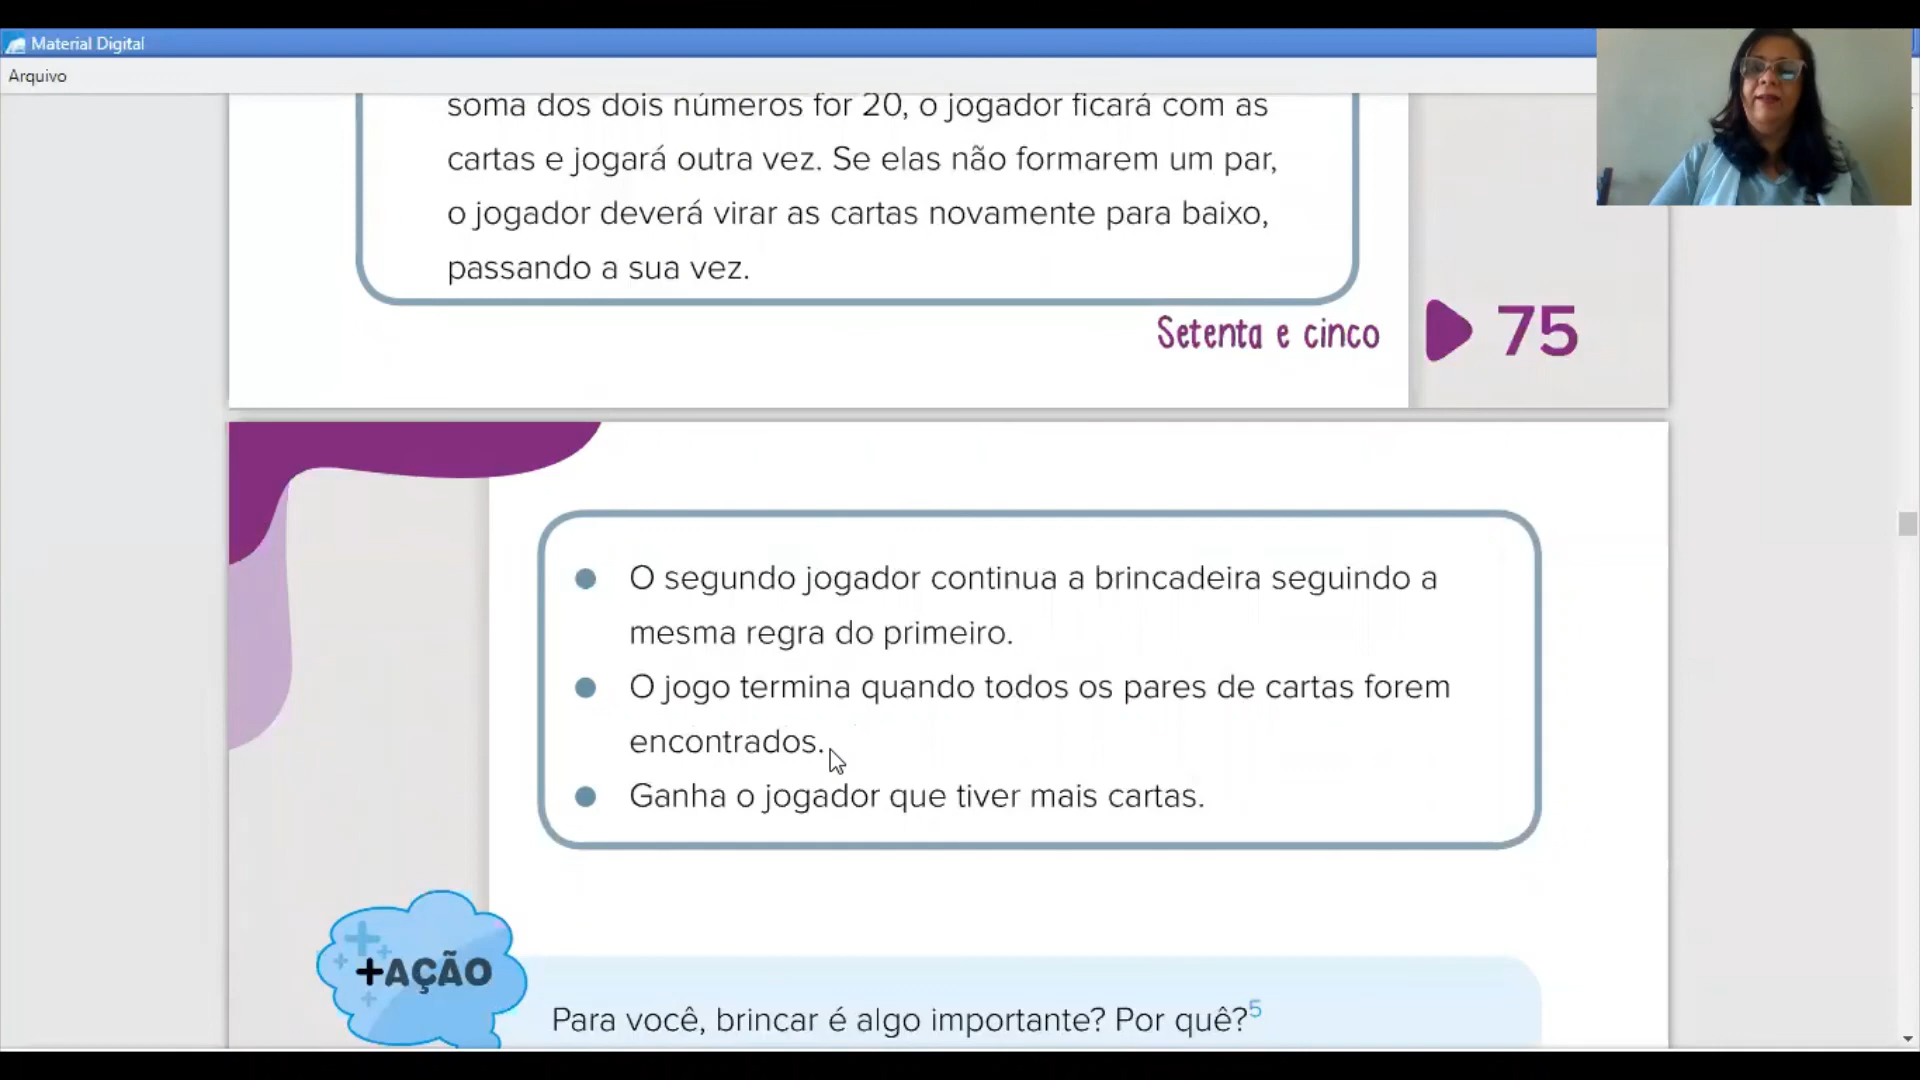 Material Digital
Arquivo
soma dos dois números for 20, o jogador ficará com as
cartas e jogará outra vez. Se elas não formarem um par,
o jogador deverá virar as cartas novamente para baixo,
passando a sua vez.
Setenta e cinco
75
O segundo jogador continua a brincadeira seguindo a
mesma regra do primeiro.
O jogo termina quando todos os pares de cartas forem
encontrados.
Ganha o jogador que tiver mais cartas.
+AÇÃO
Para você, brincar é algo importante? Por quê?5